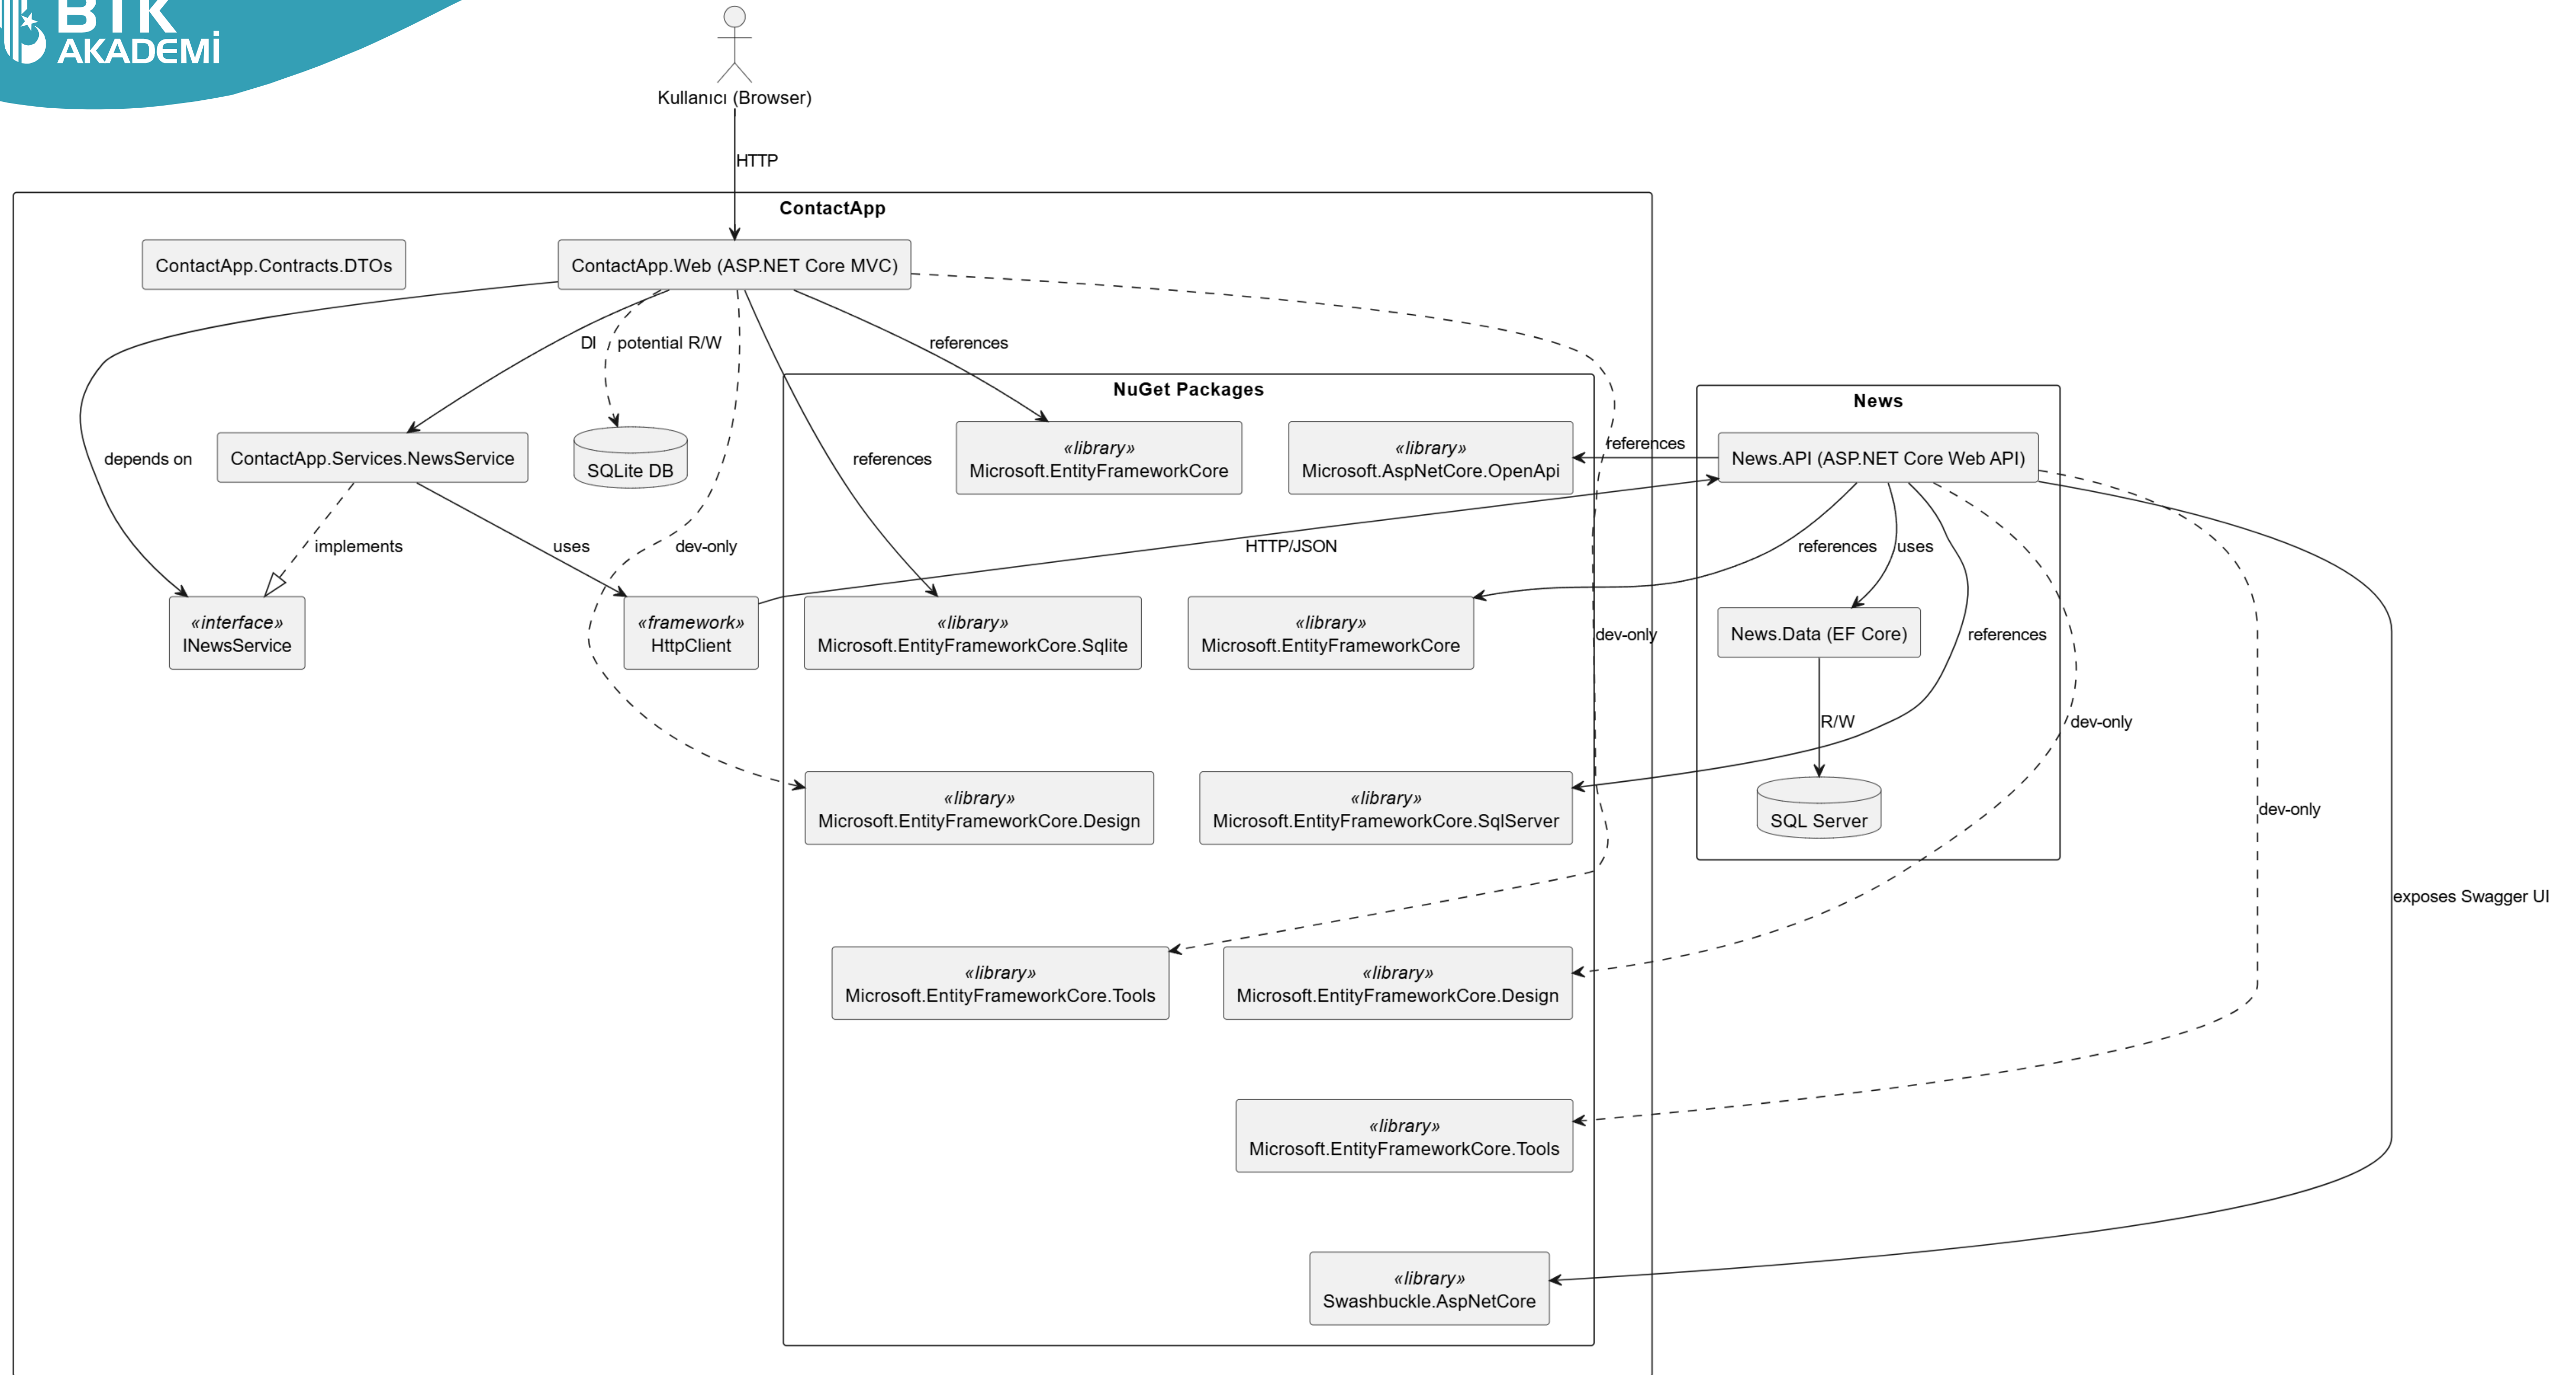 BTK
AKADEMİ
Kullanıcı (Browser)
HTTP
ContactApp
ContactApp.Contracts.DTOs
ContactApp.Web (ASP.NET Core MVC)
DI
potential R/W
references
NuGet Packages
News
depends on
ContactApp.Services.NewsService
SQLite DB
references
«library»
Microsoft.EntityFrameworkCore
«library»
Microsoft.AspNetCore.OpenApi
references
News.API (ASP.NET Core Web API)
implements
uses
dev-only
HTTP/JSON
references
uses
«interface»
INewsService
«framework»
HttpClient
«library»
Microsoft.EntityFrameworkCore.Sqlite
«library»
Microsoft.EntityFrameworkCore
dev-only
News.Data (EF Core)
references
R/W
dev-only
«library»
Microsoft.EntityFrameworkCore.Design
«library»
Microsoft.EntityFrameworkCore.SqlServer
SQL Server
dev-only
exposes Swagger UI
«library»
Microsoft.EntityFrameworkCore.Tools
«library»
Microsoft.EntityFrameworkCore.Design
«library»
Microsoft.EntityFrameworkCore.Tools
«library»
Swashbuckle.AspNetCore